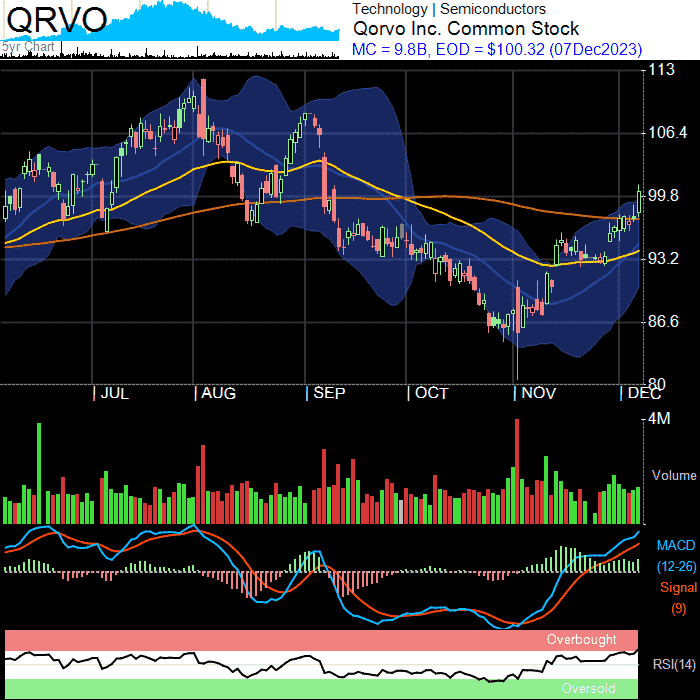 QRVO
5yr Chart
Technology | Semiconductors
Qorvo Inc. Common Stock
MC = 9.8B, EOD = $100.32 (07Dec2023)
113
106.4
99.8
93.2
86.6
80
| JUL | AUG | SEP | OCT | NOV | DEC
4M
Volume
MACD
(12-26)
Signal
(9)
Overbought
RSI(14)
Oversold